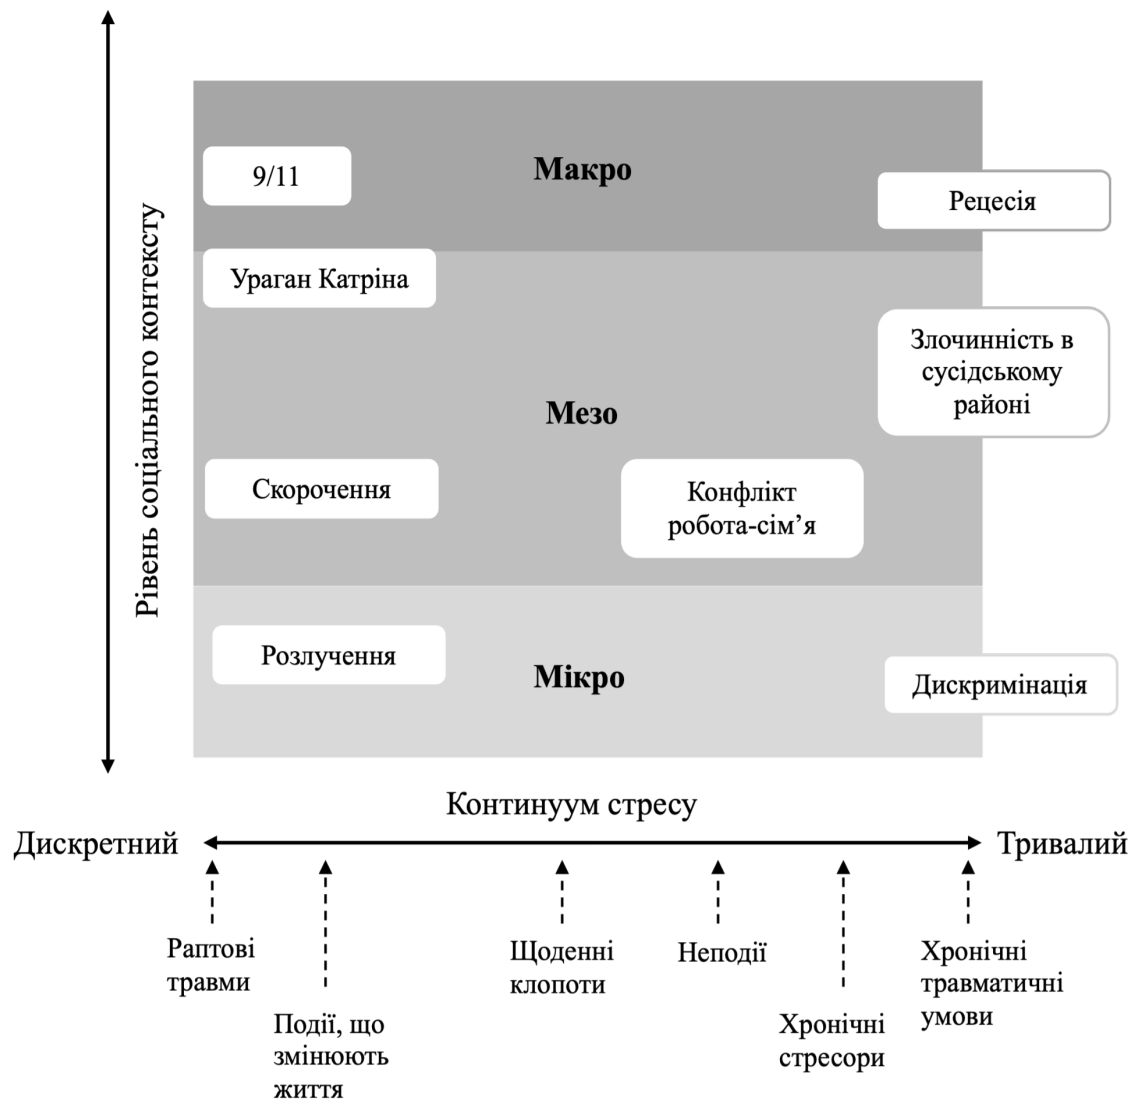 Рівень соціального контексту
Макро
9/11
Рецесія
Ураган Катріна
Злочинність в
сусідському
районі
Мезо
Скорочення
Конфлікт
робота-сім’я
Розлучення
Мікро
Дискримінація
Континуум стресу
Дискретний
Тривалий
Раптові
травми
Події, що
змінюють
життя
Щоденні
клопоти
Неподії
Хронічні
стресори
Хронічні
травматичні
умови